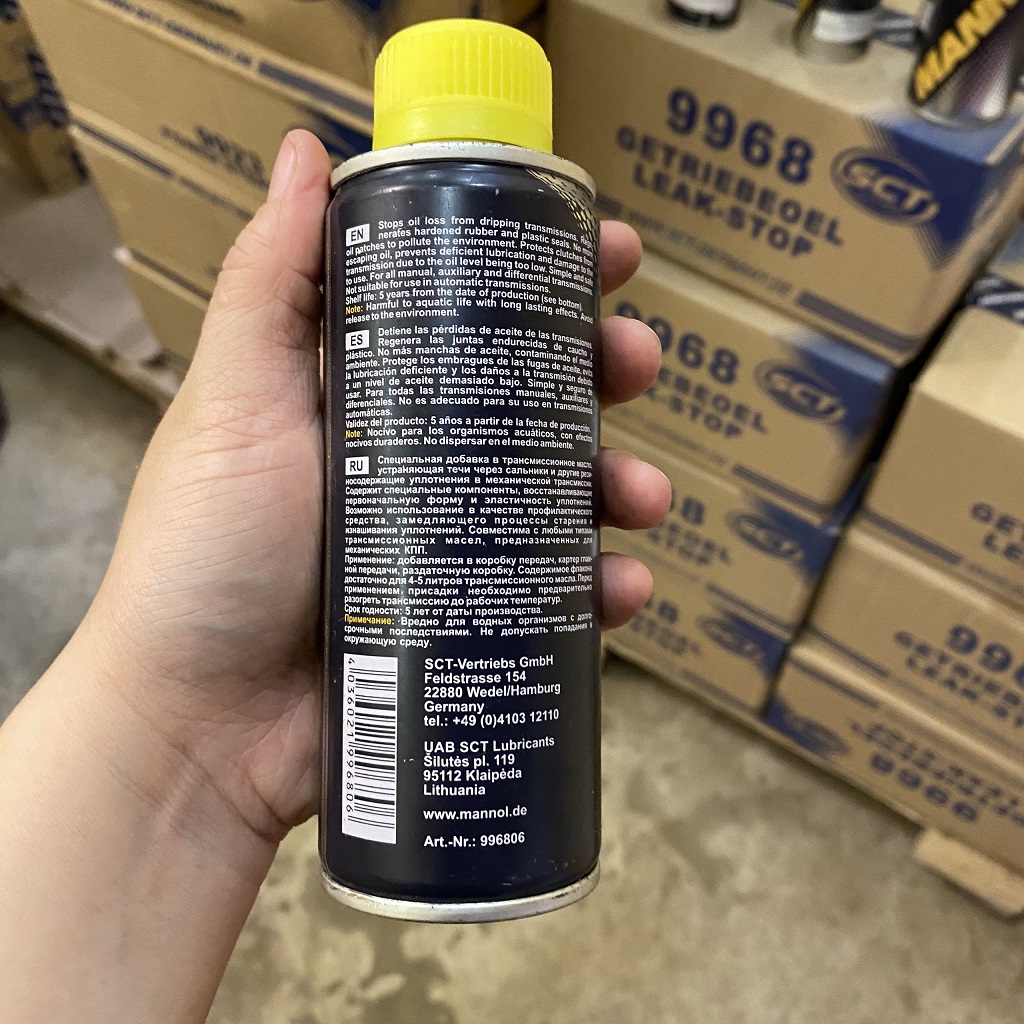 EN Stops oil loss from dripping transmissions. Rege-
nerates hardened rubber and plastic seals. No more
oil patches to pollute the environment. Protects clutches from
escaping oil, prevents deficient lubrication and damage to the
transmission due to the oil level being too low. Simple and safe
to use. For all manual, auxiliary and differential transmissions.
Not suitable for use in automatic transmissions.
Shelf life: 5 years from the date of production (see bottom).
Note: Harmful to aquatic life with long lasting effects. Avoid
release to the environment.
ES Detiene las pérdidas de aceite de las transmisiones.
Regenera las juntas endurecidas de caucho y
plástico. No más manchas de aceite, contaminando el medio
ambiente. Protege los embragues de las fugas de aceite, evita
la lubricación deficiente y los daños a la transmisión debido
a un nivel de aceite demasiado bajo. Simple y seguro de
usar. Para todas las transmisiones manuales, auxiliares y
diferenciales. No es adecuado para su uso en transmisiones
automáticas.
Validez del producto: 5 años a partir de la fecha de producción.
Note: Nocivo para los organismos acuáticos, con efectos
nocivos duraderos. No dispersar en el medio ambiente.
RU Специальная добавка в трансмиссионное масло,
устраняющая течи через сальники и другие рези-
носодержащие уплотнения в механической трансмиссии.
Содержит специальные компоненты, восстанавливающие
первоначальную форму и эластичность уплотнений.
Возможно использование в качестве профилактического
средства, замедляющего процессы старения и
изнашивания уплотнений. Совместима с любыми типами
трансмиссионных масел, предназначенных для
механических КПП.
Применение: добавляется в коробку передач, картер глав-
ной передачи, раздаточную коробку. Содержимое флакона
достаточно для 4-5 литров трансмиссионного масла. Перед
применением присадки необходимо предварительно
разогреть трансмиссию до рабочих температур.
Срок годности: 5 лет от даты производства.
Примечание: Вредно для водных организмов с долго-
срочными последствиями. Не допускать попадания в
окружающую среду.
4 036021 996806
SCT-Vertriebs GmbH
Feldstrasse 154
22880 Wedel/Hamburg
Germany
tel.: +49 (0)4103 12110
UAB SCT Lubricants
Šilutės pl. 119
95112 Klaipėda
Lithuania
www.mannol.de
Art.-Nr.: 996806
9968
GETRIEBEOEL
LEAK-STOP
SCT
MANN
9968
SCT
SCT